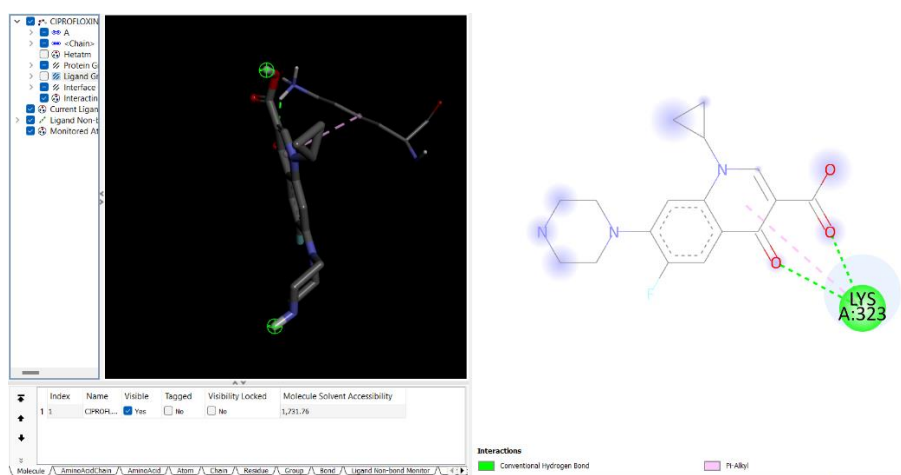 CIPROFLOXIN
A
<Chain>
Hetatm
Protein G
Ligand Gr
Interface
Interactin
Current Ligan
Ligand Non-b
Monitored At
Index Name Visible Tagged Visibility Locked Molecule Solvent Accessibility
1 1 CIPROFL... Yes No No 1,731.76
Molecule AminoAcidChain AminoAcid Atom Chain Residue Group Bond Ligand Non-bond Monitor
N
O
O
N
N
O
F
LYS
A:323
Interactions
Conventional Hydrogen Bond Pi-Alkyl